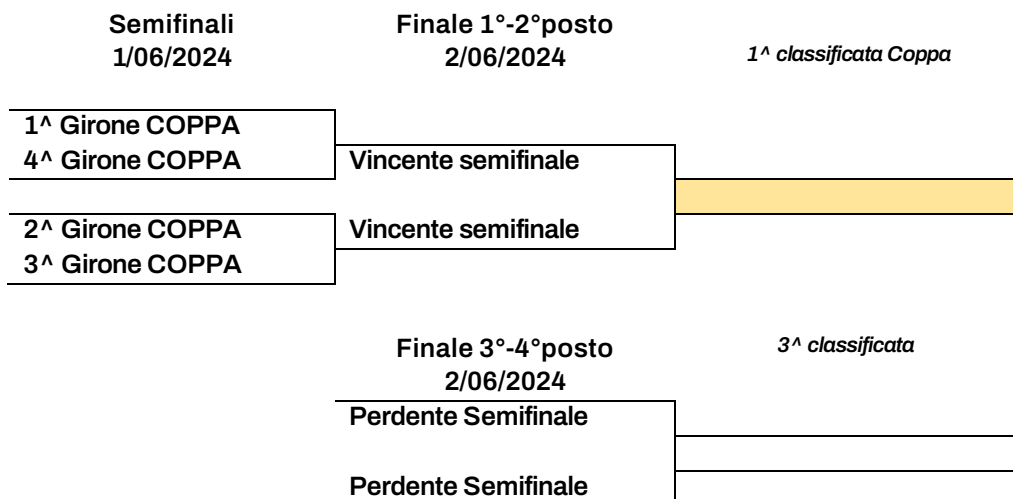 Semifinali
1/06/2024
Finale 1°-2°posto
2/06/2024
1^ classificata Coppa
1^ Girone COPPA
4^ Girone COPPA
Vincente semifinale
2^ Girone COPPA
Vincente semifinale
3^ Girone COPPA
Finale 3°-4°posto
2/06/2024
3^ classificata
Perdente Semifinale
Perdente Semifinale